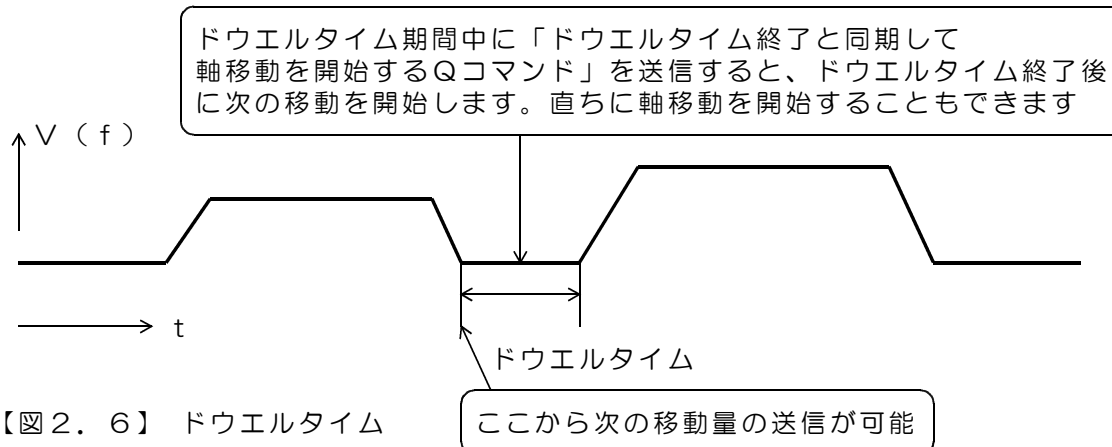 ドウエルタイム期間中に「ドウエルタイム終了と同期して
軸移動を開始するQコマンド」を送信すると、ドウエルタイム終了後
に次の移動を開始します。直ちに軸移動を開始することもできます
V(f)
t
ドウエルタイム
【図2.6】 ドウエルタイム
ここから次の移動量の送信が可能